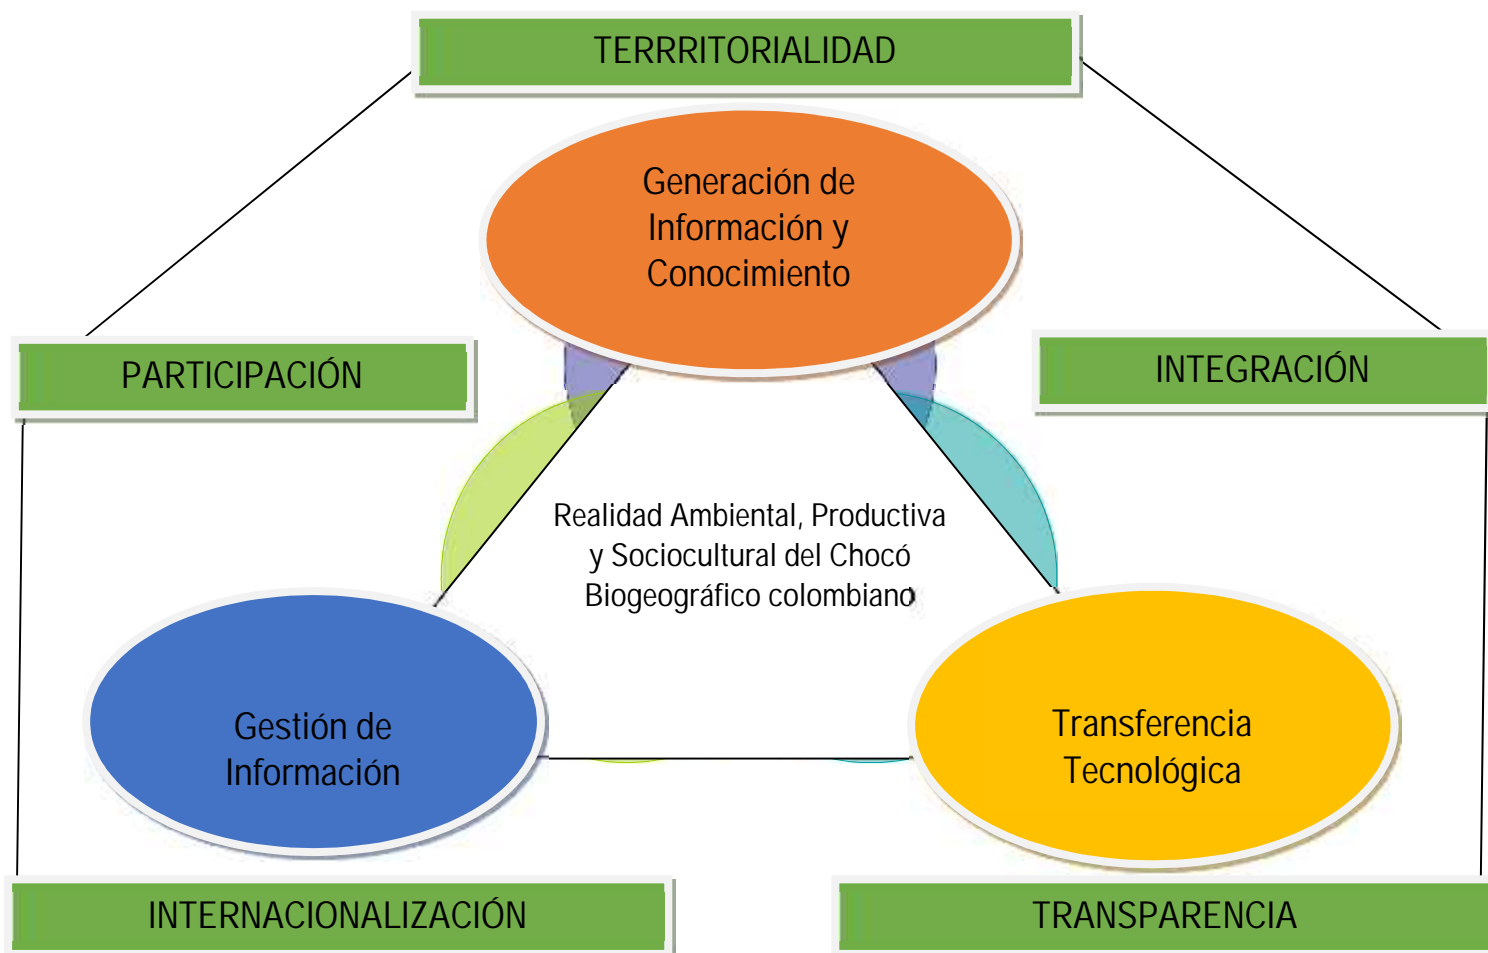 TERRRITORIALIDAD
Generación de
Información y
Conocimiento
PARTICIPACIÓN
INTEGRACIÓN
Realidad Ambiental, Productiva
y Sociocultural del Chocó
Biogeográfico colombiano
Gestión de
Información
Transferencia
Tecnológica
INTERNACIONALIZACIÓN
TRANSPARENCIA